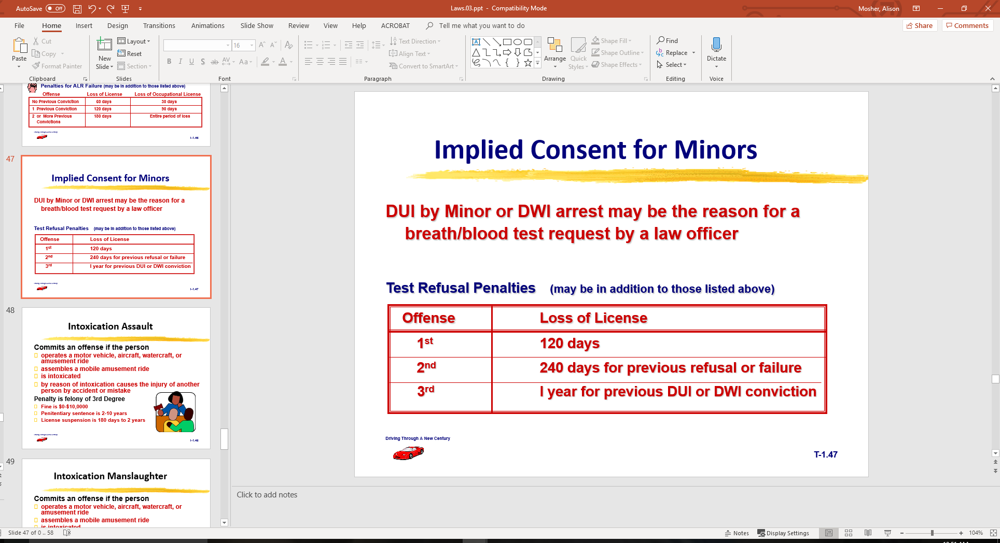 AutoSave Off
Laws.03.ppt - Compatibility Mode
Mosher, Alison
File Home Insert Design Transitions Animations Slide Show Review View Help ACROBAT Tell me what you want to do
Share Comments
Paste
Cut
Copy
Format Painter
Clipboard
New Slide
Layout
Reset
Section
Slides
16
B I U S ab AV Aa A
Font
Text Direction
Align Text
Convert to SmartArt
Paragraph
Arrange
Quick Styles
Shape Fill
Shape Outline
Shape Effects
Drawing
Find
Replace
Select
Editing
Dictate
Voice
Penalties for ALR Failure (may be in addition to those listed above)
Offense Loss of License Loss of Occupational License
No Previous Conviction 60 days 30 days
1 Previous Conviction 120 days 90 days
2 or More Previous 180 days Entire period of loss
Convictions
T-1.46
47
Implied Consent for Minors
DUI by Minor or DWI arrest may be the reason for a
breath/blood test request by a law officer
Test Refusal Penalties (may be in addition to those listed above)
Offense Loss of License
1st 120 days
2nd 240 days for previous refusal or failure
3rd I year for previous DUI or DWI conviction
T-1.47
48
Intoxication Assault
Commits an offense if the person
operates a motor vehicle, aircraft, watercraft, or
amusement ride
assembles a mobile amusement ride
is intoxicated
by reason of intoxication causes the injury of another
person by accident or mistake
Penalty is felony of 3rd Degree
Fine is $0-$10,0000
Penitentiary sentence is 2-10 years
License suspension is 180 days to 2 years
T-1.48
49
Intoxication Manslaughter
Commits an offense if the person
operates a motor vehicle, aircraft, watercraft, or
amusement ride
assembles a mobile amusement ride
is intoxicated
Implied Consent for Minors
DUI by Minor or DWI arrest may be the reason for a
breath/blood test request by a law officer
Test Refusal Penalties (may be in addition to those listed above)
Offense Loss of License
1st 120 days
2nd 240 days for previous refusal or failure
3rd I year for previous DUI or DWI conviction
Driving Through A New Century
T-1.47
Click to add notes
Slide 47 of 0 .. 58
Notes Display Settings 104%